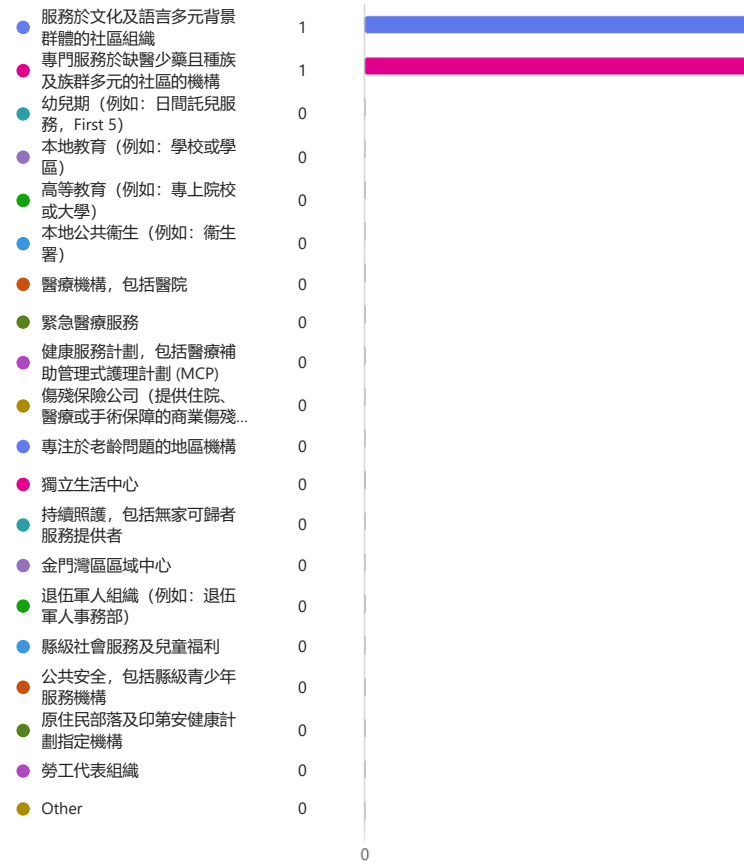 服務於文化及語言多元背景 1
群體的社區組織
專門服務於缺醫少藥且種族 1
及族群多元的社區的機構
幼兒期（例如：日間託兒服 0
務，First 5）
本地教育（例如：學校或學 0
區）
高等教育（例如：專上院校 0
或大學）
本地公共衞生（例如：衞生 0
署）
醫療機構，包括醫院 0
緊急醫療服務 0
健康服務計劃，包括醫療補 0
助管理式護理計劃 (MCP)
傷殘保險公司（提供住院、 0
醫療或手術保障的商業傷殘...
專注於老齡問題的地區機構 0
獨立生活中心 0
持續照護，包括無家可歸者 0
服務提供者
金門灣區區域中心 0
退伍軍人組織（例如：退伍 0
軍人事務部）
縣級社會服務及兒童福利 0
公共安全，包括縣級青少年 0
服務機構
原住民部落及印第安健康計 0
劃指定機構
勞工代表組織 0
Other 0
0